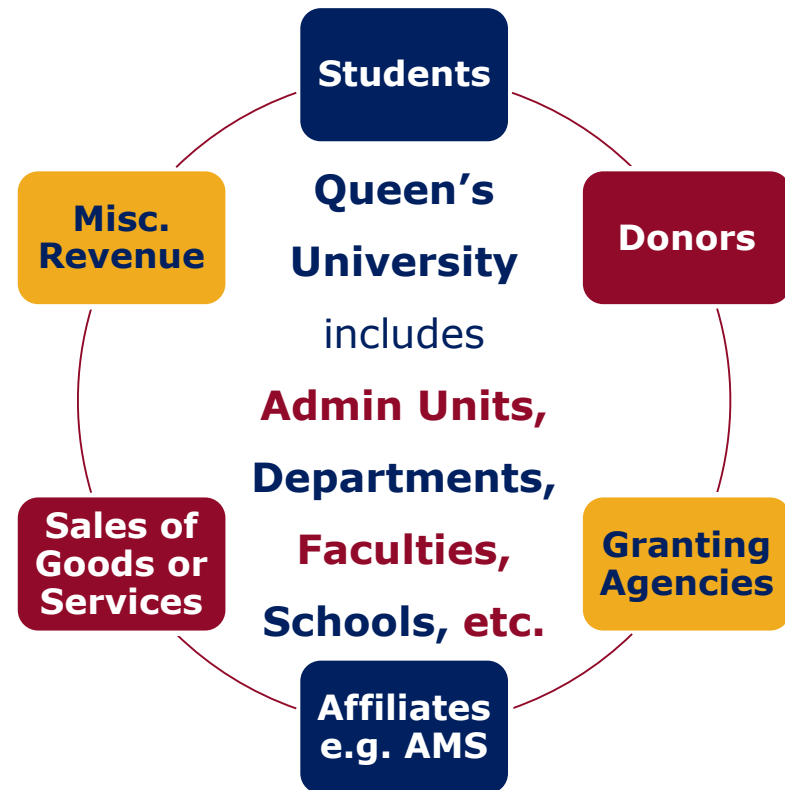 Students
Queen’s
University
includes
Admin Units,
Departments,
Faculties,
Schools, etc.
Donors
Granting
Agencies
Affiliates
e.g. AMS
Sales of
Goods or
Services
Misc.
Revenue